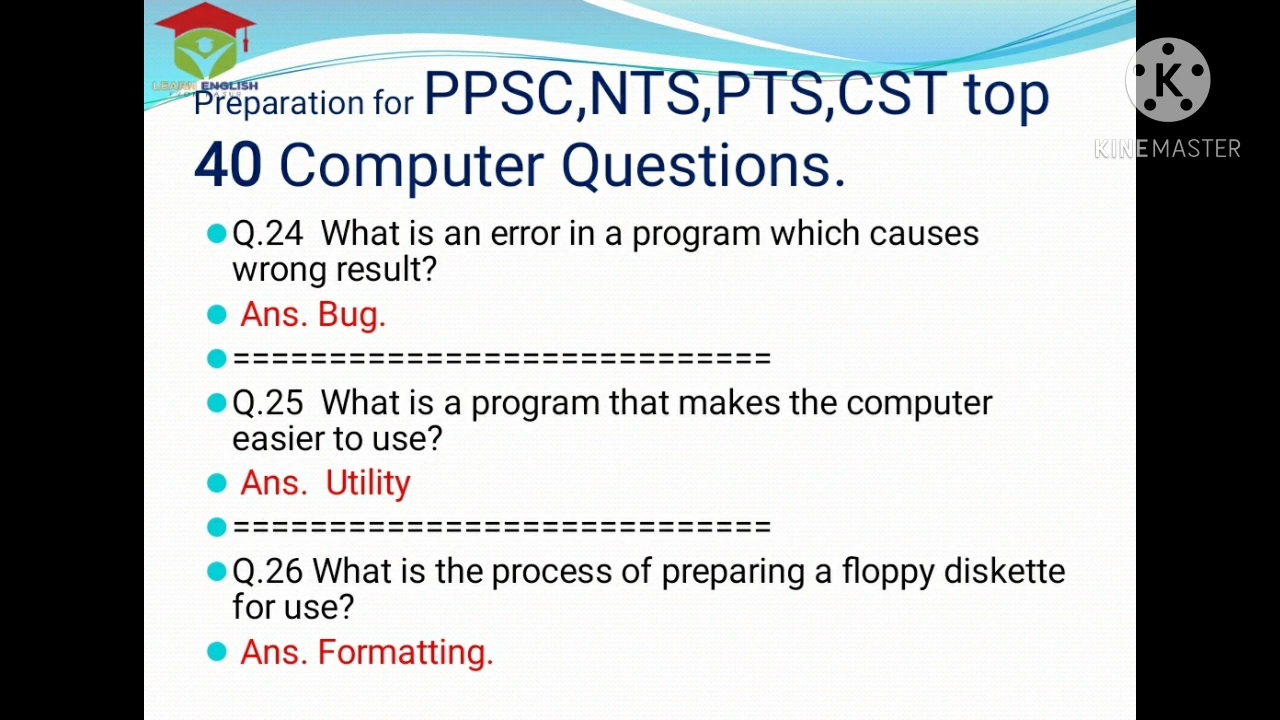 LEARN ENGLISH
Preparation for PPSC,NTS,PTS,CST top
40 Computer Questions.
K
KINEMASTER
Q.24 What is an error in a program which causes
wrong result?
Ans. Bug.
============================
Q.25 What is a program that makes the computer
easier to use?
Ans. Utility
============================
Q.26 What is the process of preparing a floppy diskette
for use?
Ans. Formatting.